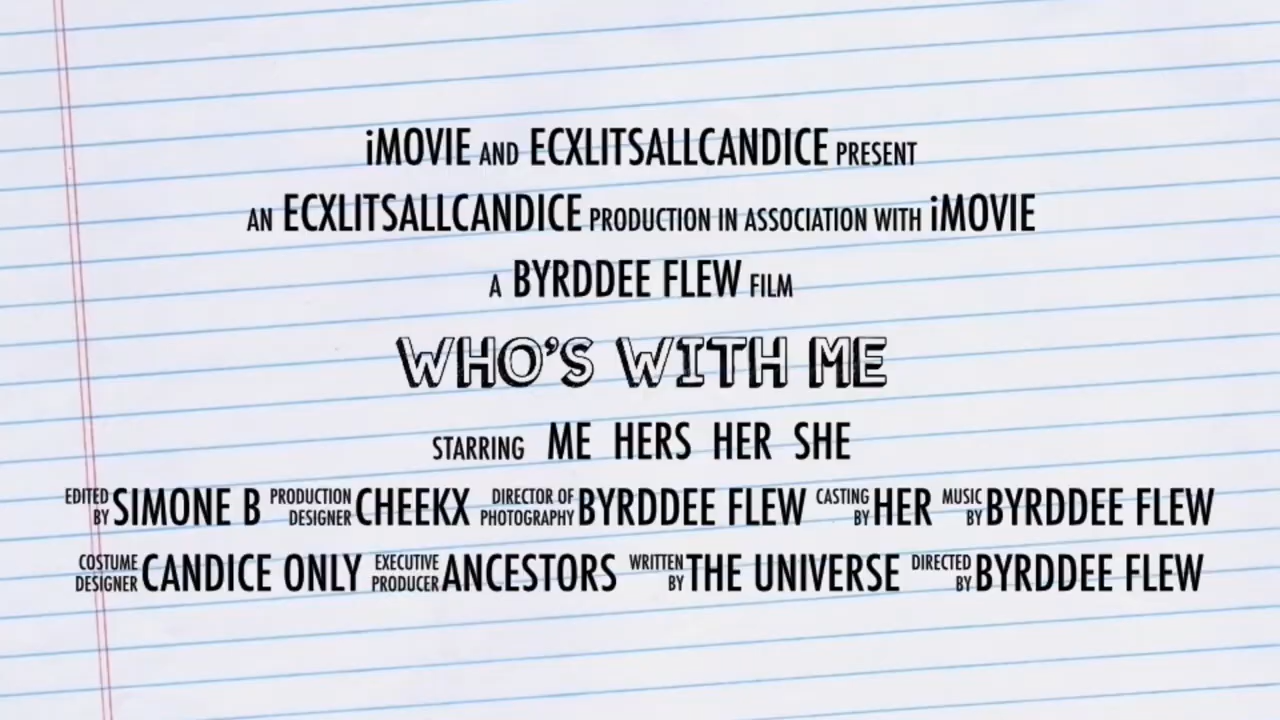 iMOVIE AND ECXLITSALLCANDICE PRESENT
AN ECXLITSALLCANDICE PRODUCTION IN ASSOCIATION WITH iMOVIE
A BYRDDEE FLEW FILM
WHO'S WITH ME
STARRING ME HERS HER SHE
EDITED BY SIMONE B PRODUCTION DESIGNER CHEEKX DIRECTOR OF PHOTOGRAPHY BYRDDEE FLEW CASTING BY HER MUSIC BY BYRDDEE FLEW
COSTUME DESIGNER CANDICE ONLY EXECUTIVE PRODUCER ANCESTORS WRITTEN BY THE UNIVERSE DIRECTED BY BYRDDEE FLEW